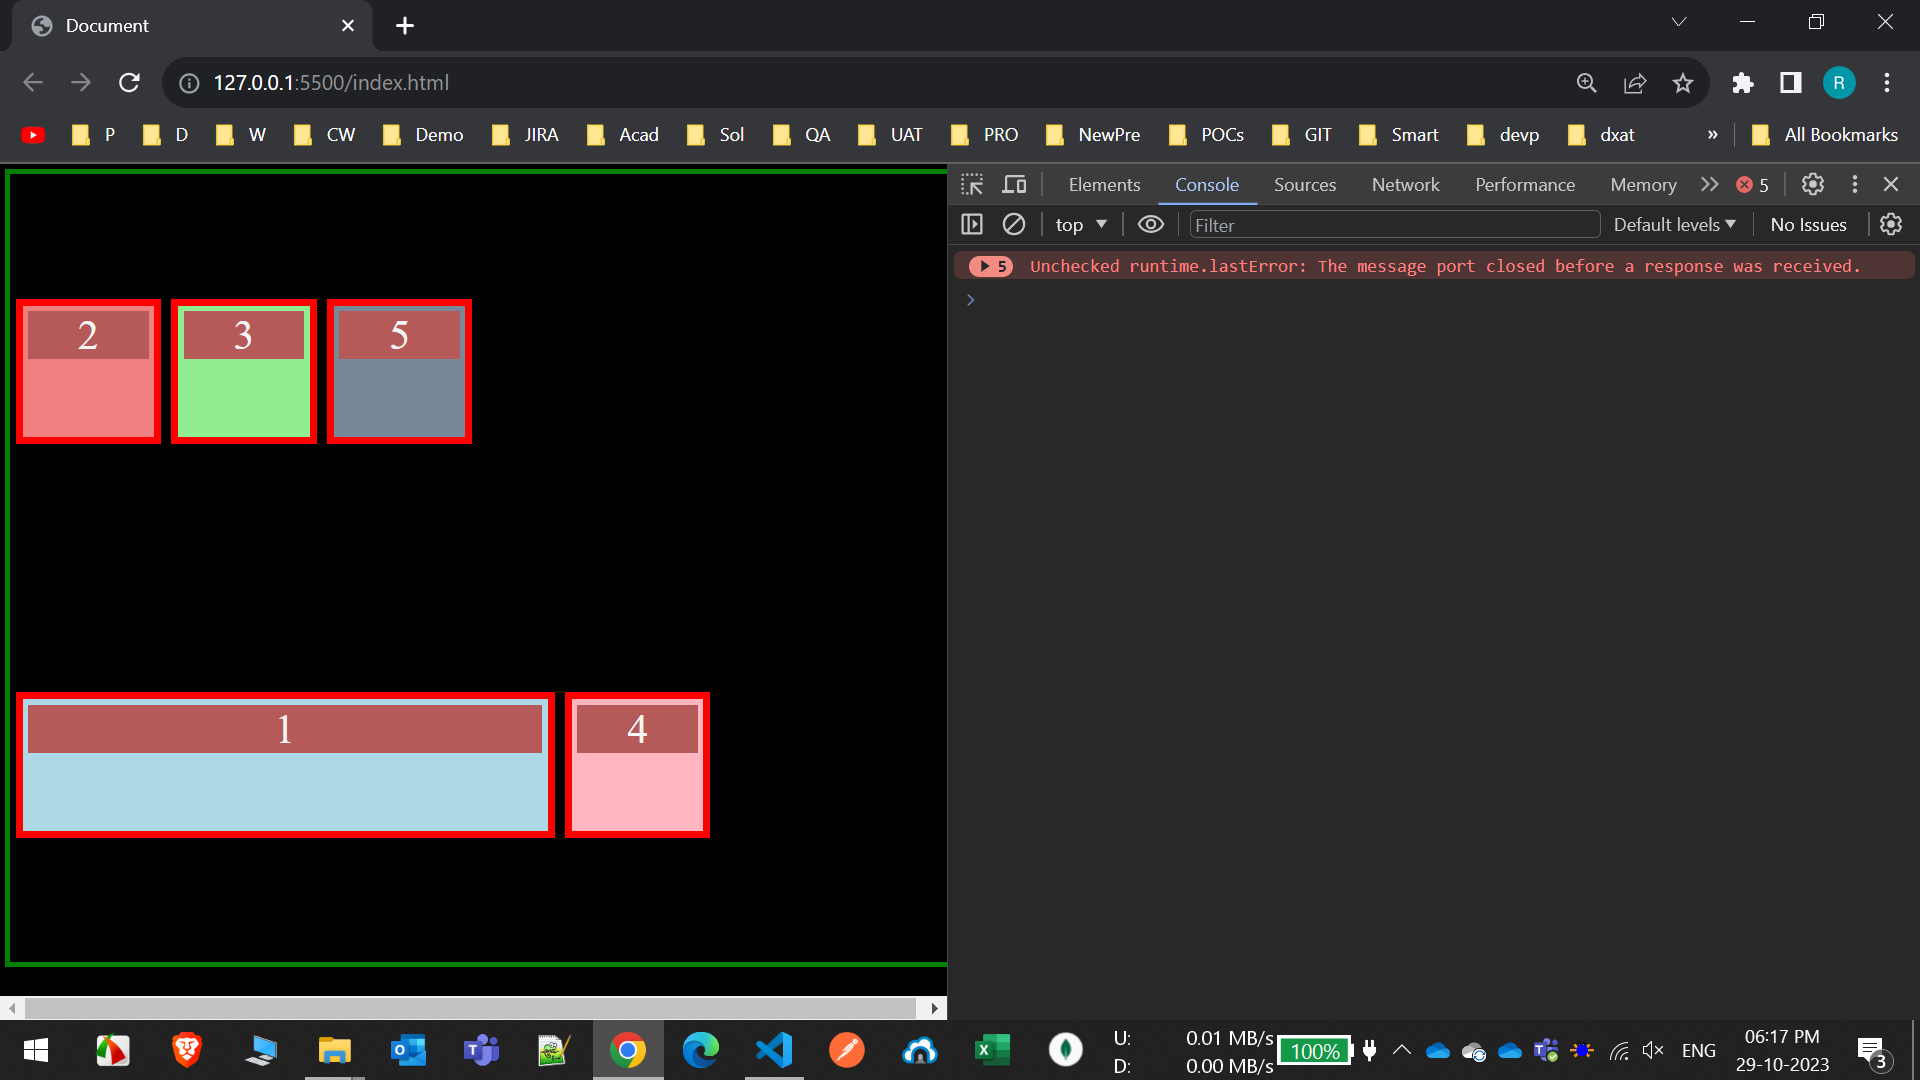 Document
127.0.0.1:5500/index.html
R
P D W CW Demo JIRA Acad Sol QA UAT PRO NewPre POCs GIT Smart devp dxat » All Bookmarks
Elements Console Sources Network Performance Memory 5
top Filter Default levels No Issues
5 Unchecked runtime.lastError: The message port closed before a response was received.
2 3 5
1 4
U: 0.01 MB/s
D: 0.00 MB/s
100%
ENG
06:17 PM
29-10-2023
3